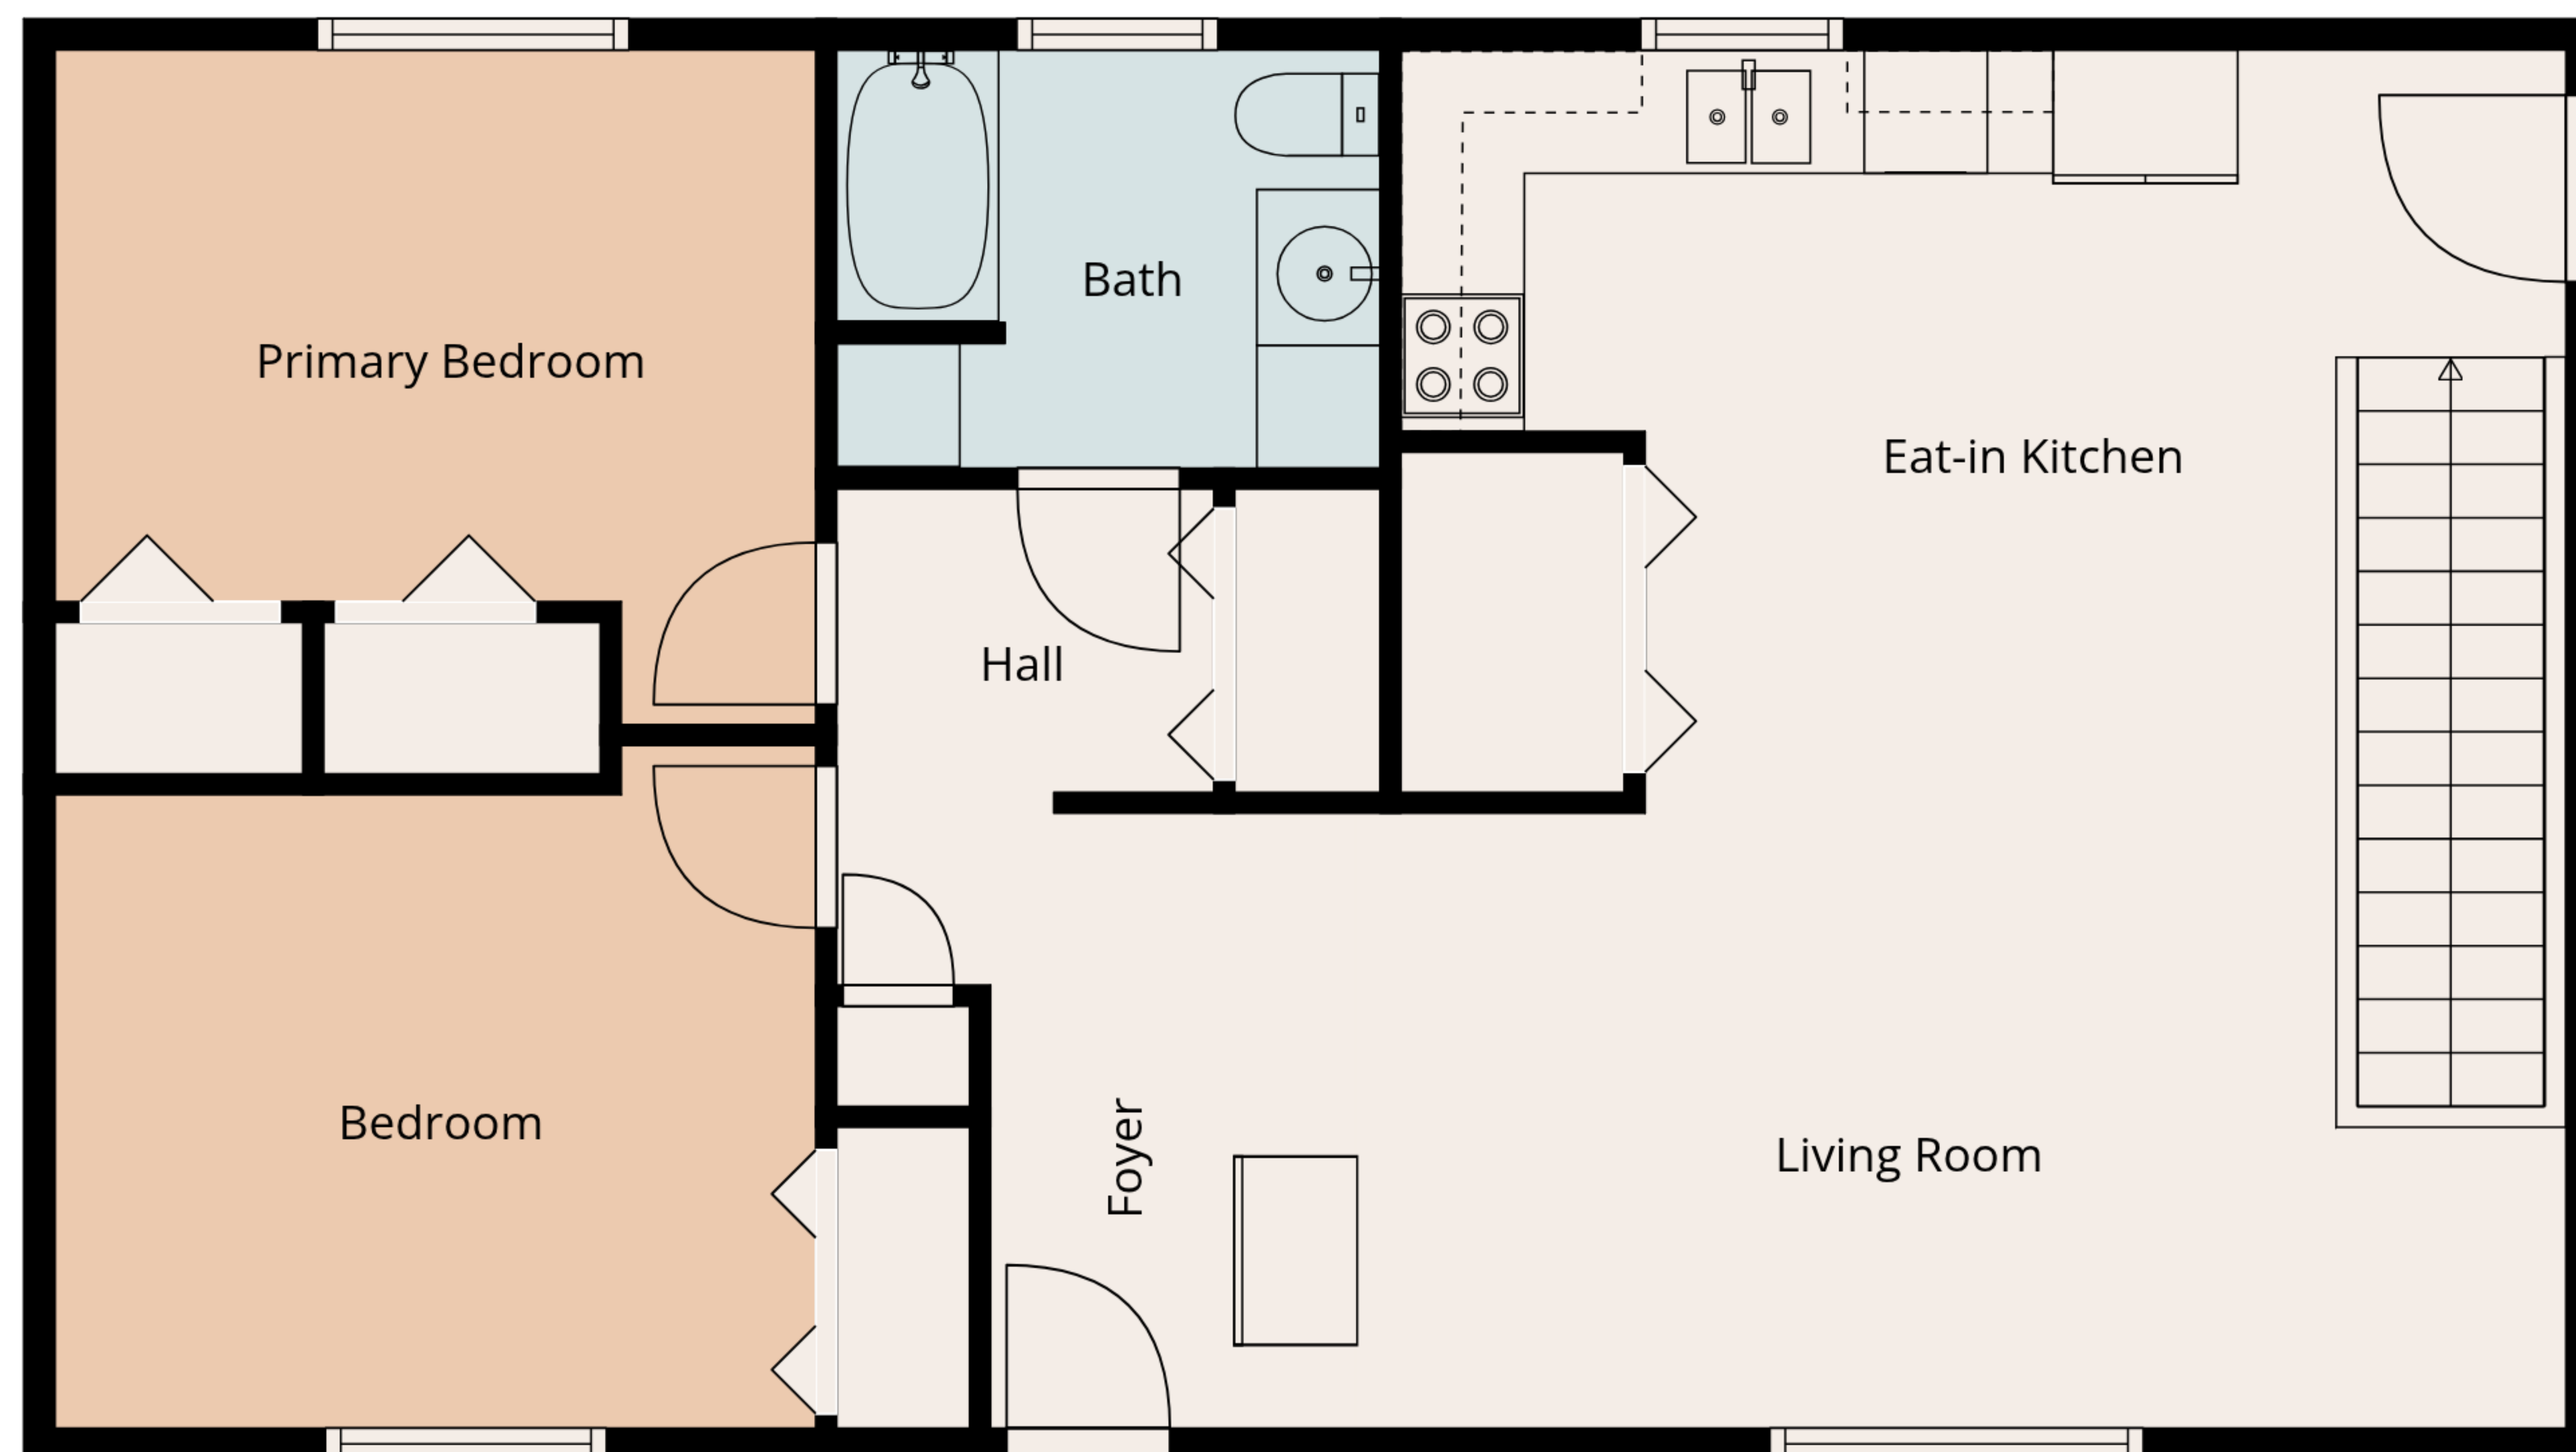 Bath
Primary Bedroom
Eat-in Kitchen
Hall
Bedroom
Foyer
Living Room